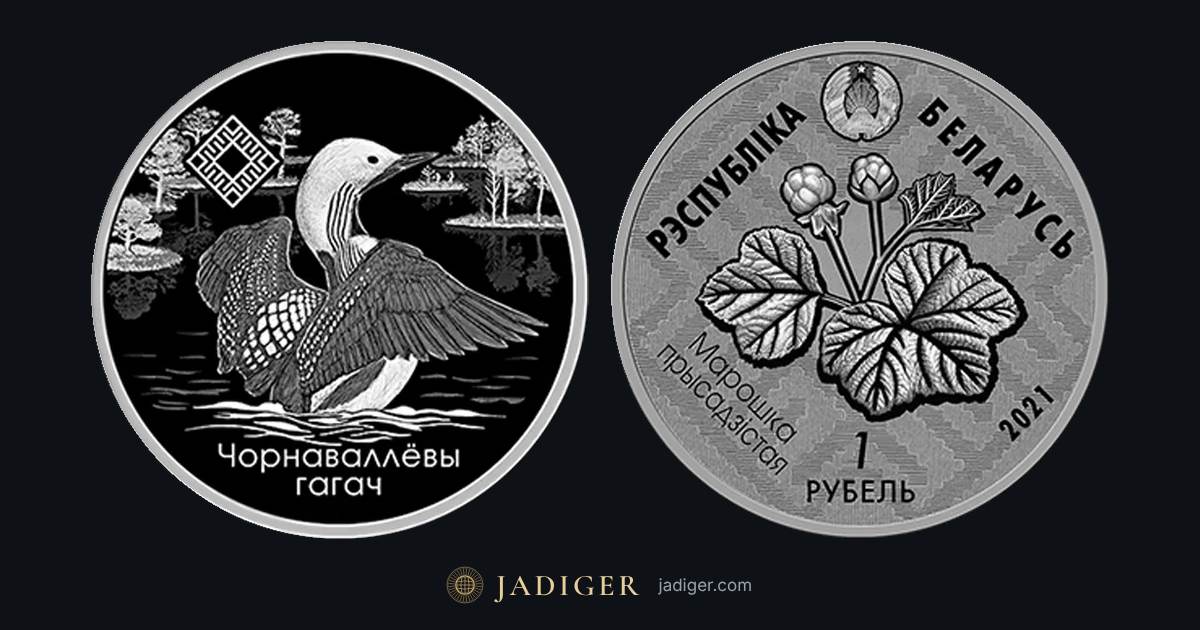 Чорнаваллёвы
гагач
РЭСПУБЛІКА БЕЛАРУСЬ
Марошка
прысадзістая
2021
1
РУБЕЛЬ
JADIGER jadiger.com